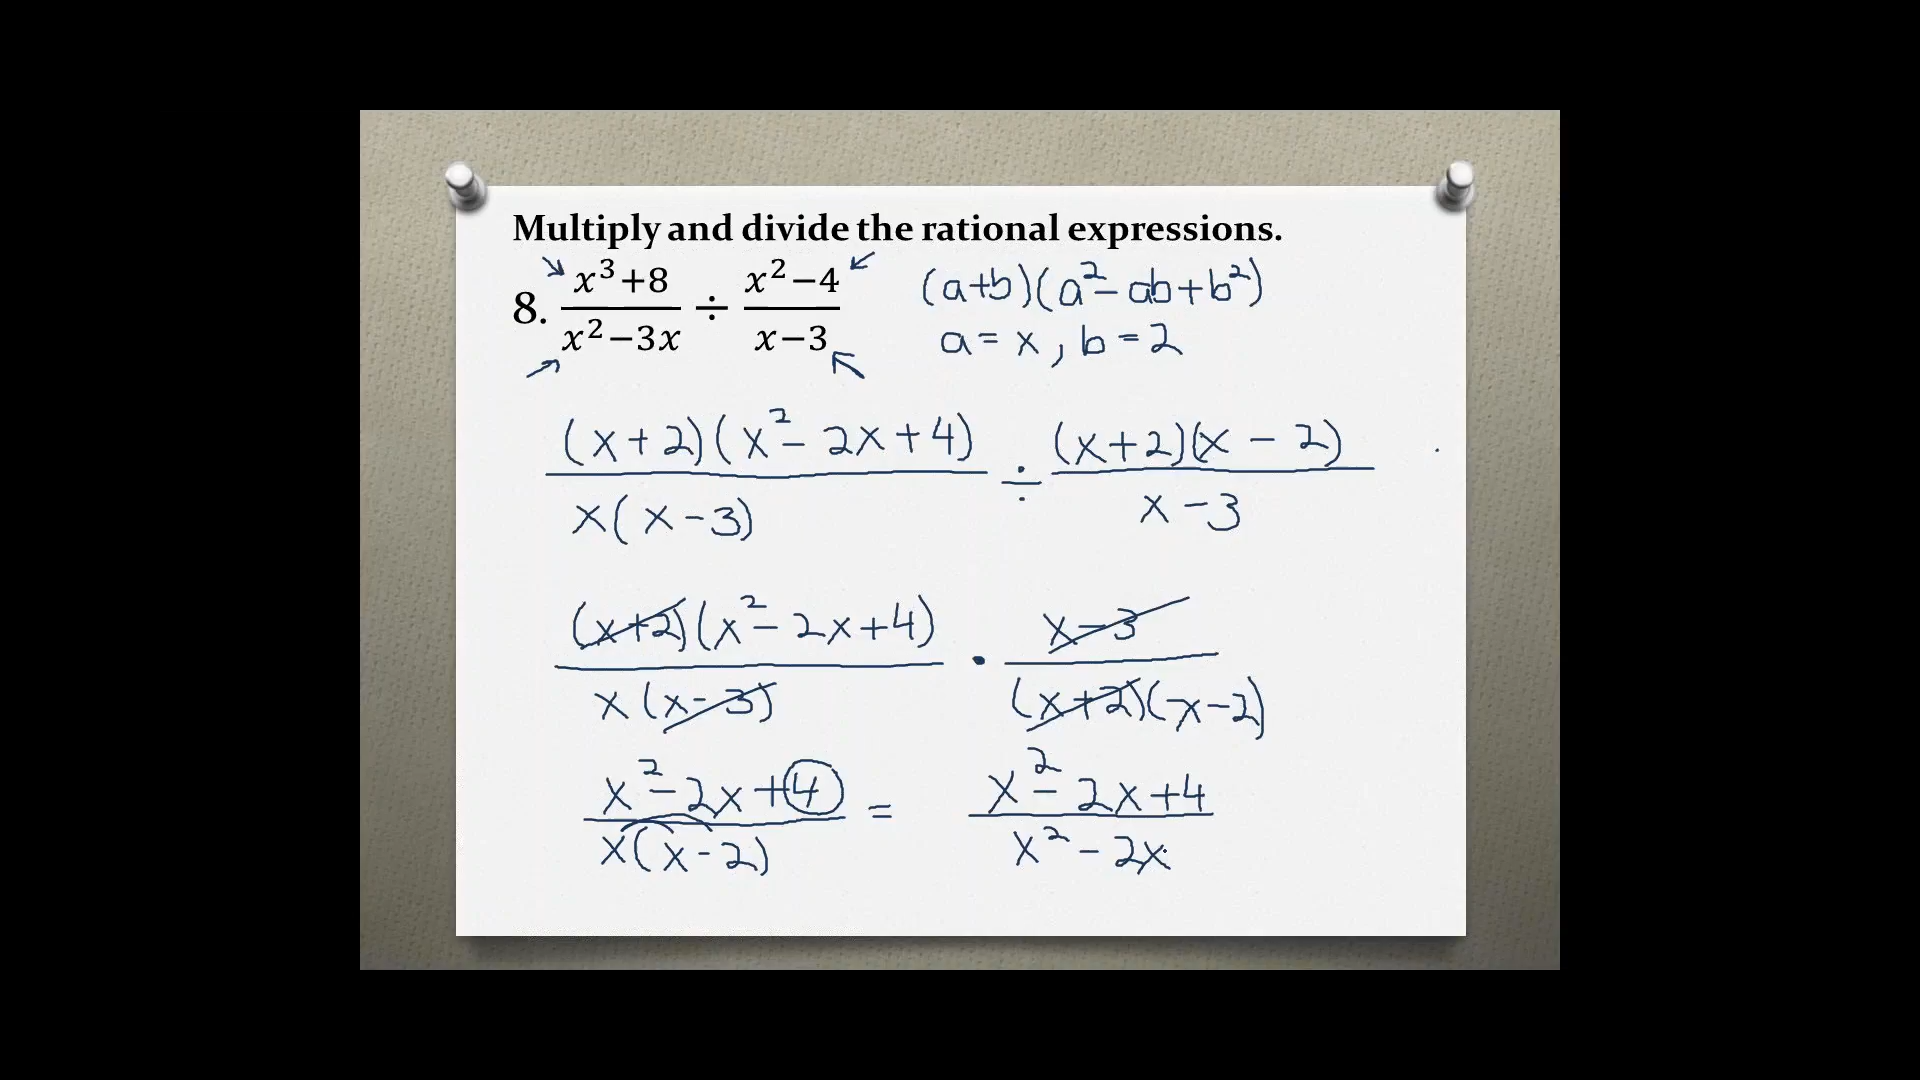 Multiply and divide the rational expressions.
8. x³+8 / x²−3x ÷ x²−4 / x−3
(a+b)(a²−ab+b²)
a = x, b = 2
(x+2)(x²−2x+4) / x(x−3) ÷ (x+2)(x−2) / x−3
(x+2)(x²−2x+4) / x(x−3) · x−3 / (x+2)(x−2)
x²−2x+4 / x(x−2) = x²−2x+4 / x²−2x